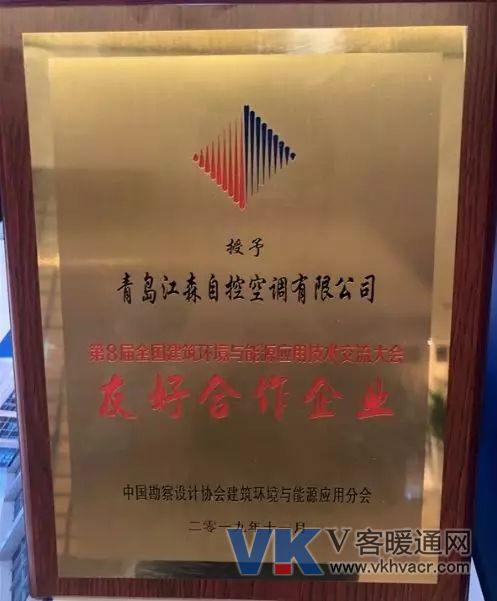 授予
青岛江森自控空调有限公司
第8届全国建筑环境与能源应用技术交流大会
友好合作企业
中国勘察设计协会建筑环境与能源应用分会
二零一九年十一月
VK V客暖通网
www.vkhvacr.com